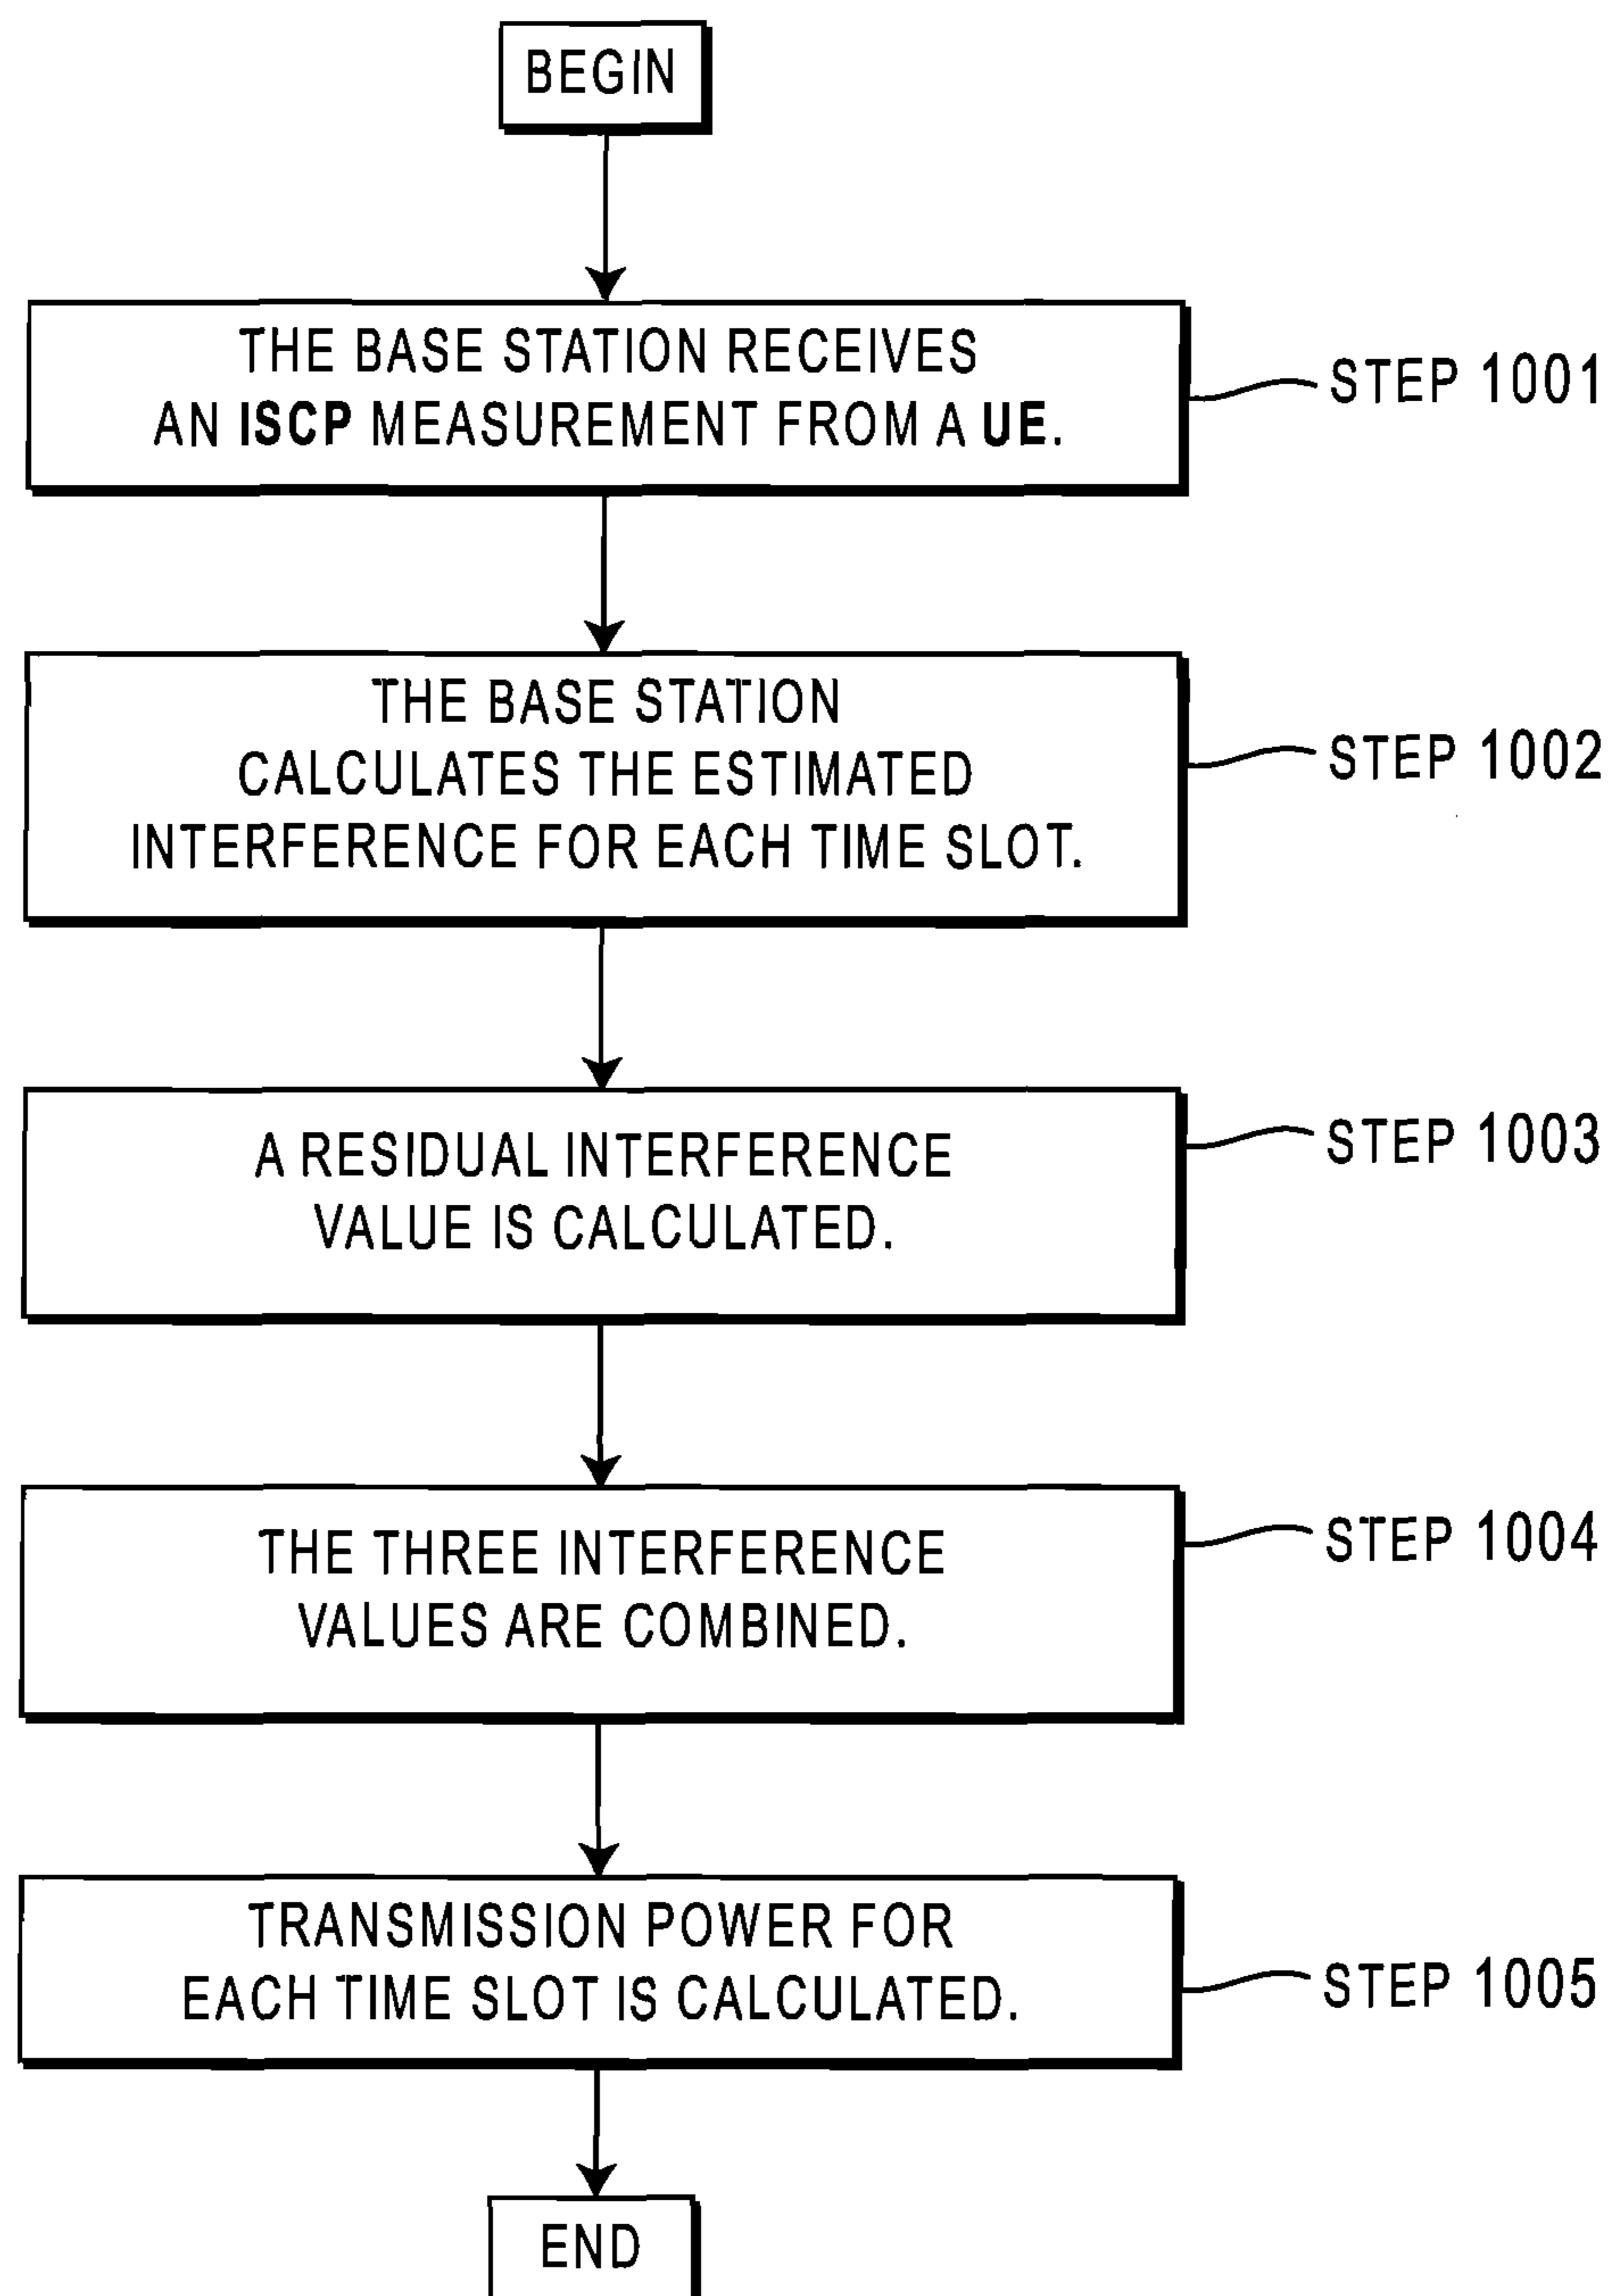 BEGIN
THE BASE STATION RECEIVES
AN ISCP MEASUREMENT FROM A UE.
STEP 1001
THE BASE STATION
CALCULATES THE ESTIMATED
INTERFERENCE FOR EACH TIME SLOT.
STEP 1002
A RESIDUAL INTERFERENCE
VALUE IS CALCULATED.
STEP 1003
THE THREE INTERFERENCE
VALUES ARE COMBINED.
STEP 1004
TRANSMISSION POWER FOR
EACH TIME SLOT IS CALCULATED.
STEP 1005
END